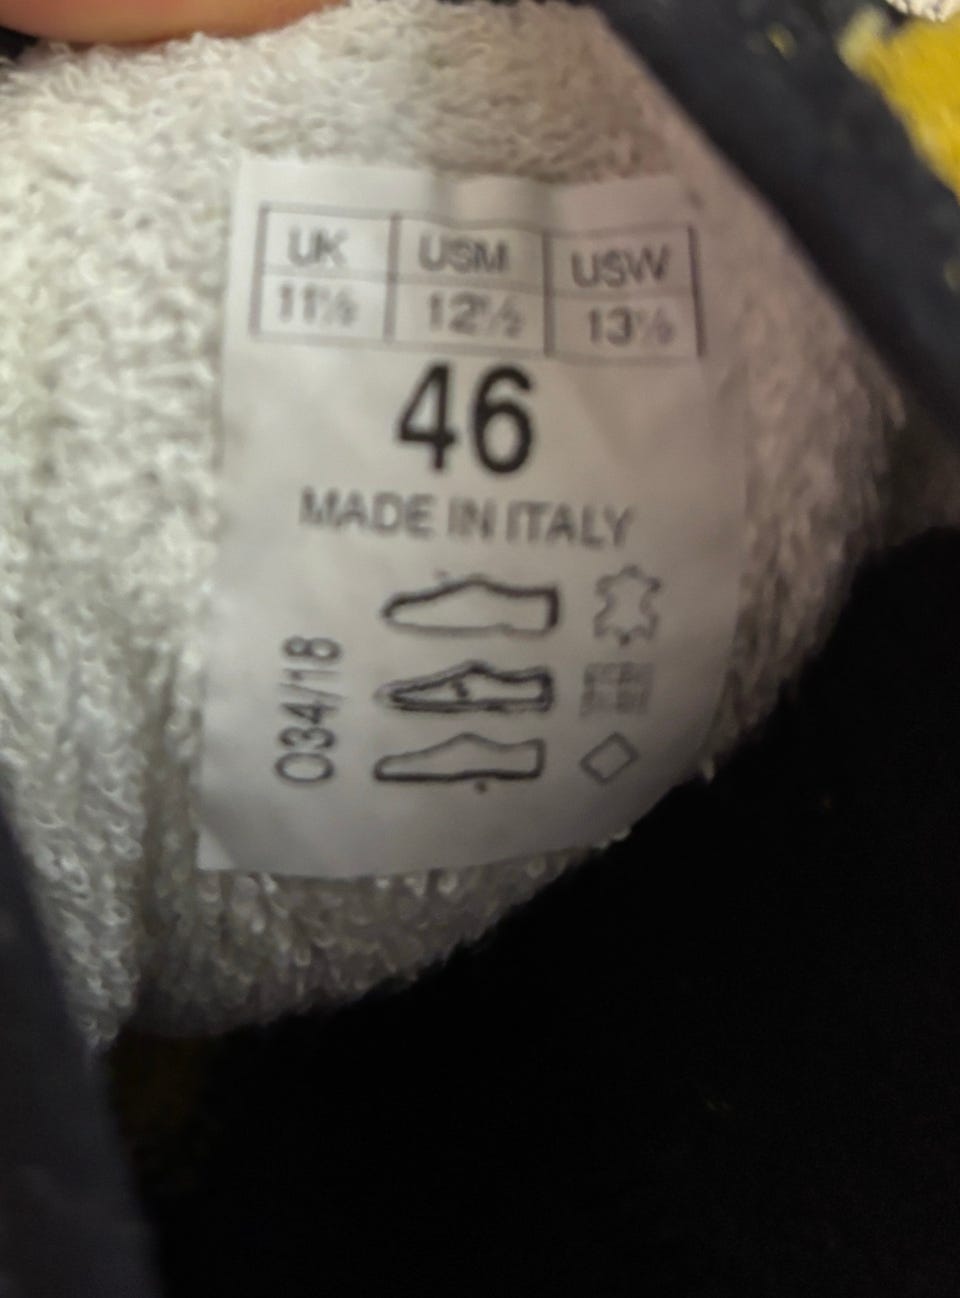 UK USM USW
11½ 12½ 13½
46
MADE IN ITALY
034/18